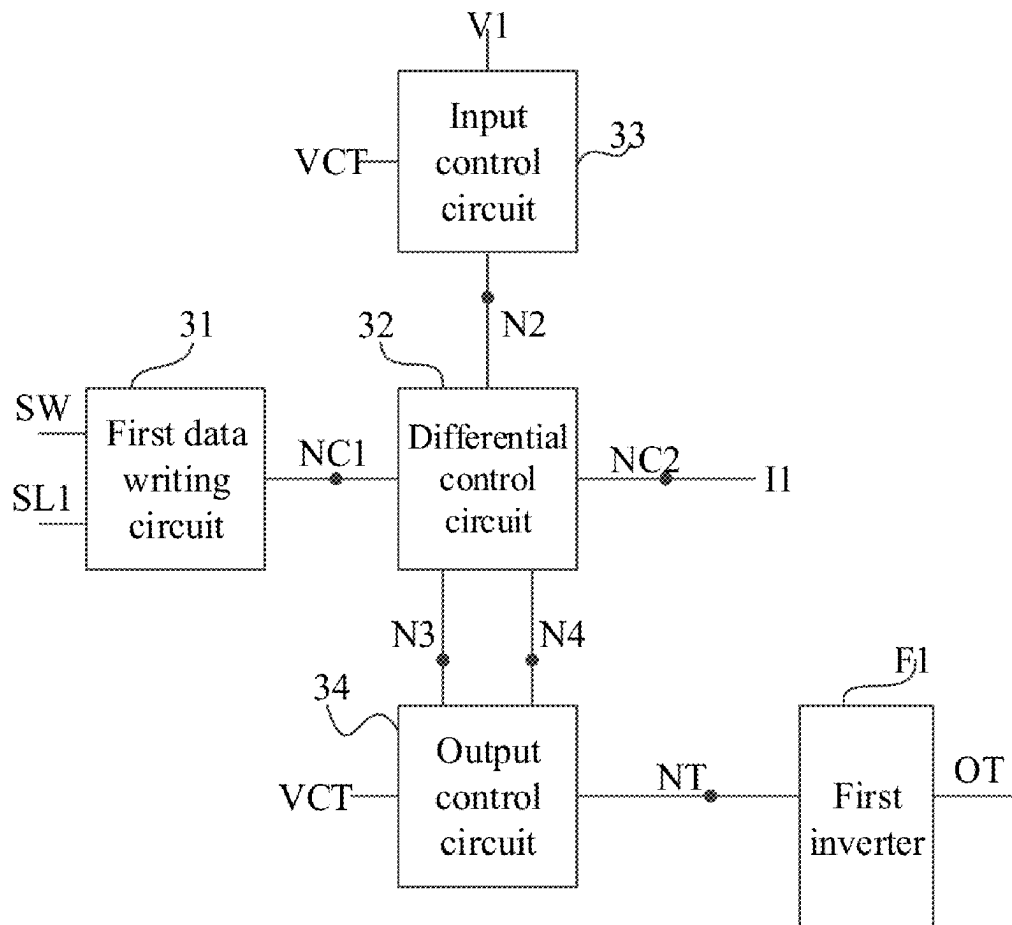 V1
Input
control
circuit
33
VCT
N2
31
32
SW
SL1
First data
writing
circuit
NC1
Differential
control
circuit
NC2
I1
N3
N4
34
F1
VCT
Output
control
circuit
NT
First
inverter
OT